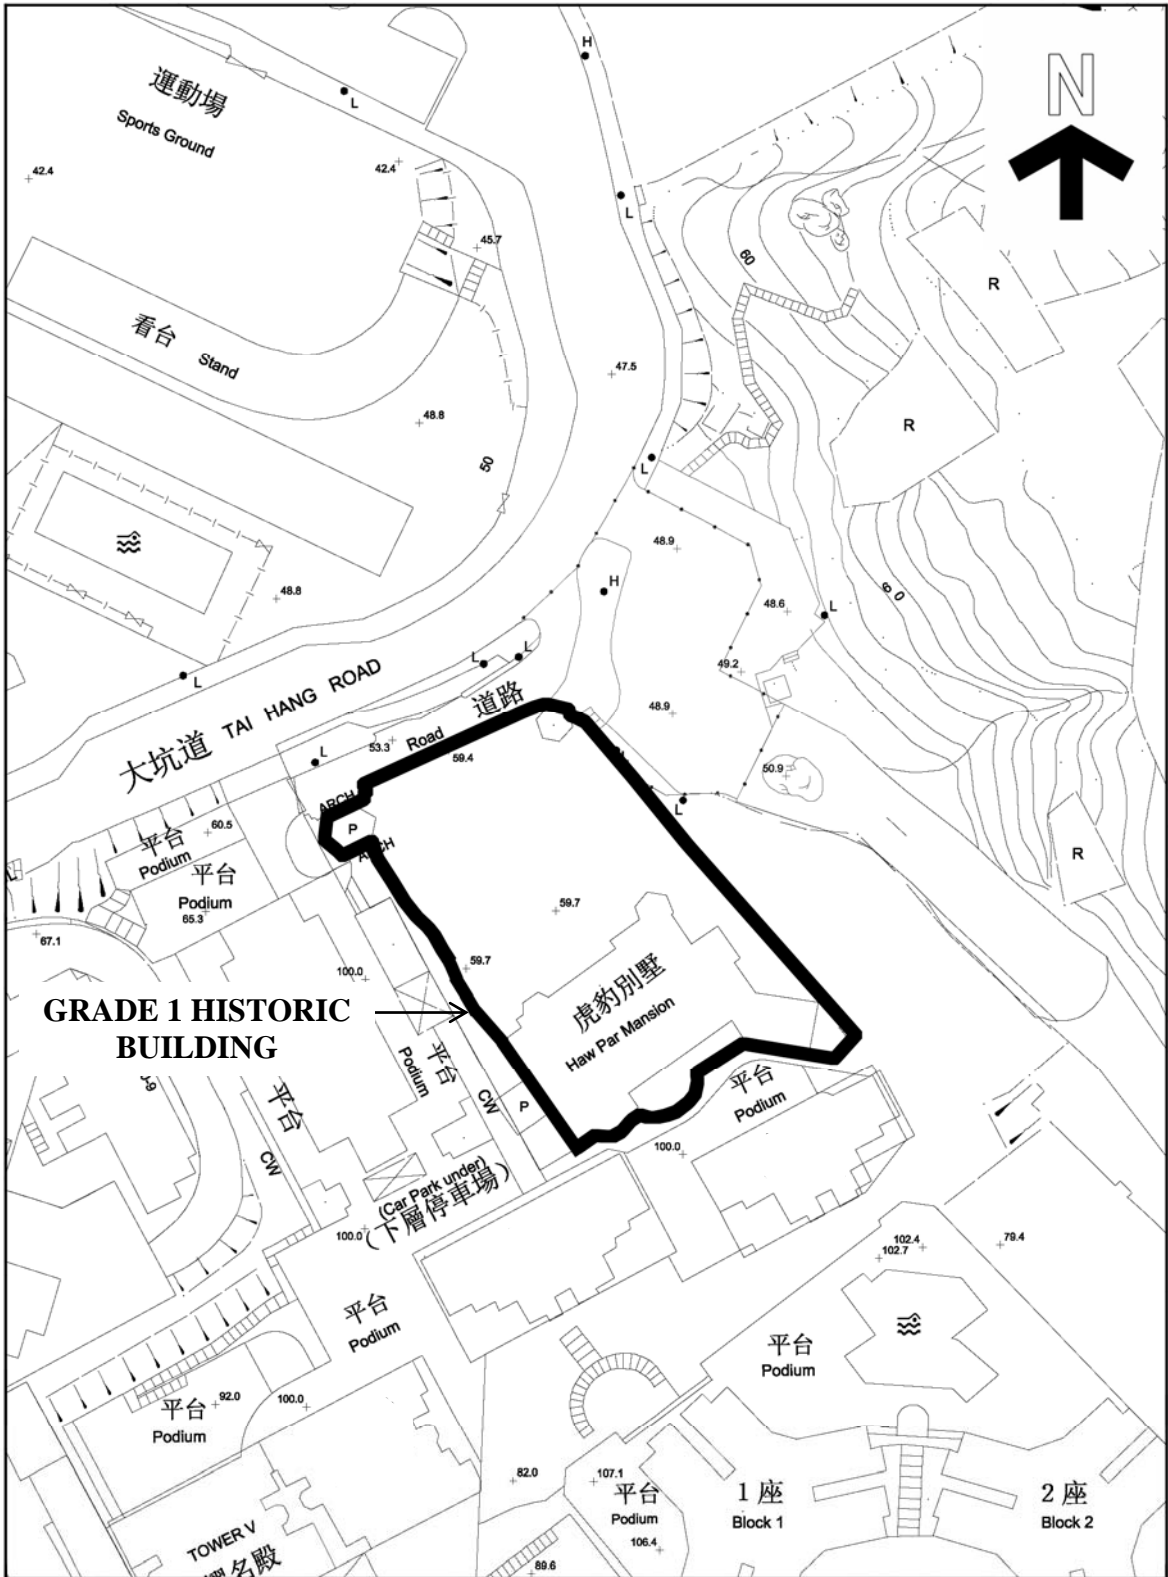 N
H
運動場
Sports Ground
L
42.4
42.4
L
45.7
60
R
看台
Stand
47.5
48.8
R
50
L
48.9
H
60
48.8
48.6
L
49.2
L
L
L
大坑道 TAI HANG ROAD
道路
Road
48.9
53.3
59.4
L
50.9
L
ARCH
P
ARCH
60.5
平台
Podium
平台
Podium
65.3
R
67.1
59.7
59.7
100.0
虎豹別墅
Haw Par Mansion
GRADE 1 HISTORIC
BUILDING
平台
Podium
平台
CW
P
平台
Podium
CW
100.0
(Car Park under)
(下層停車場)
100.0
102.4
102.7
79.4
平台
Podium
平台
Podium
92.0
100.0
平台
Podium
82.0
107.1
平台
Podium
106.4
1 座
Block 1
2 座
Block 2
TOWER V
名殿
89.6